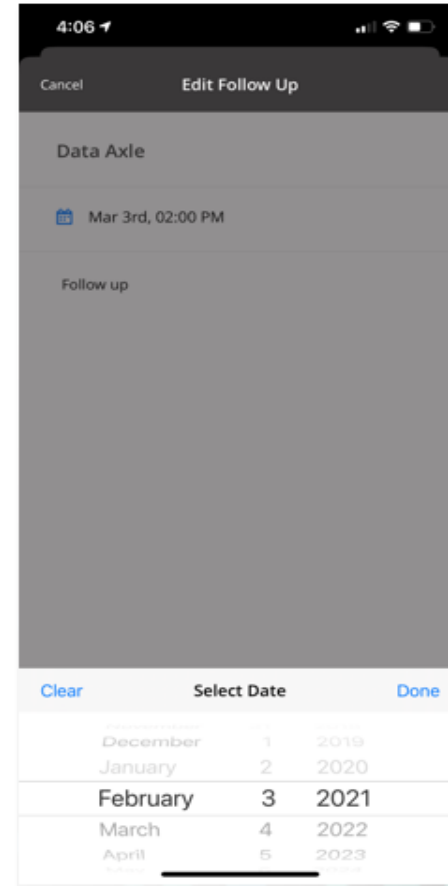 4:06
Cancel Edit Follow Up
Data Axle
Mar 3rd, 02:00 PM
Follow up
Clear Select Date Done
December 1 2019
January 2 2020
February 3 2021
March 4 2022
April 5 2023